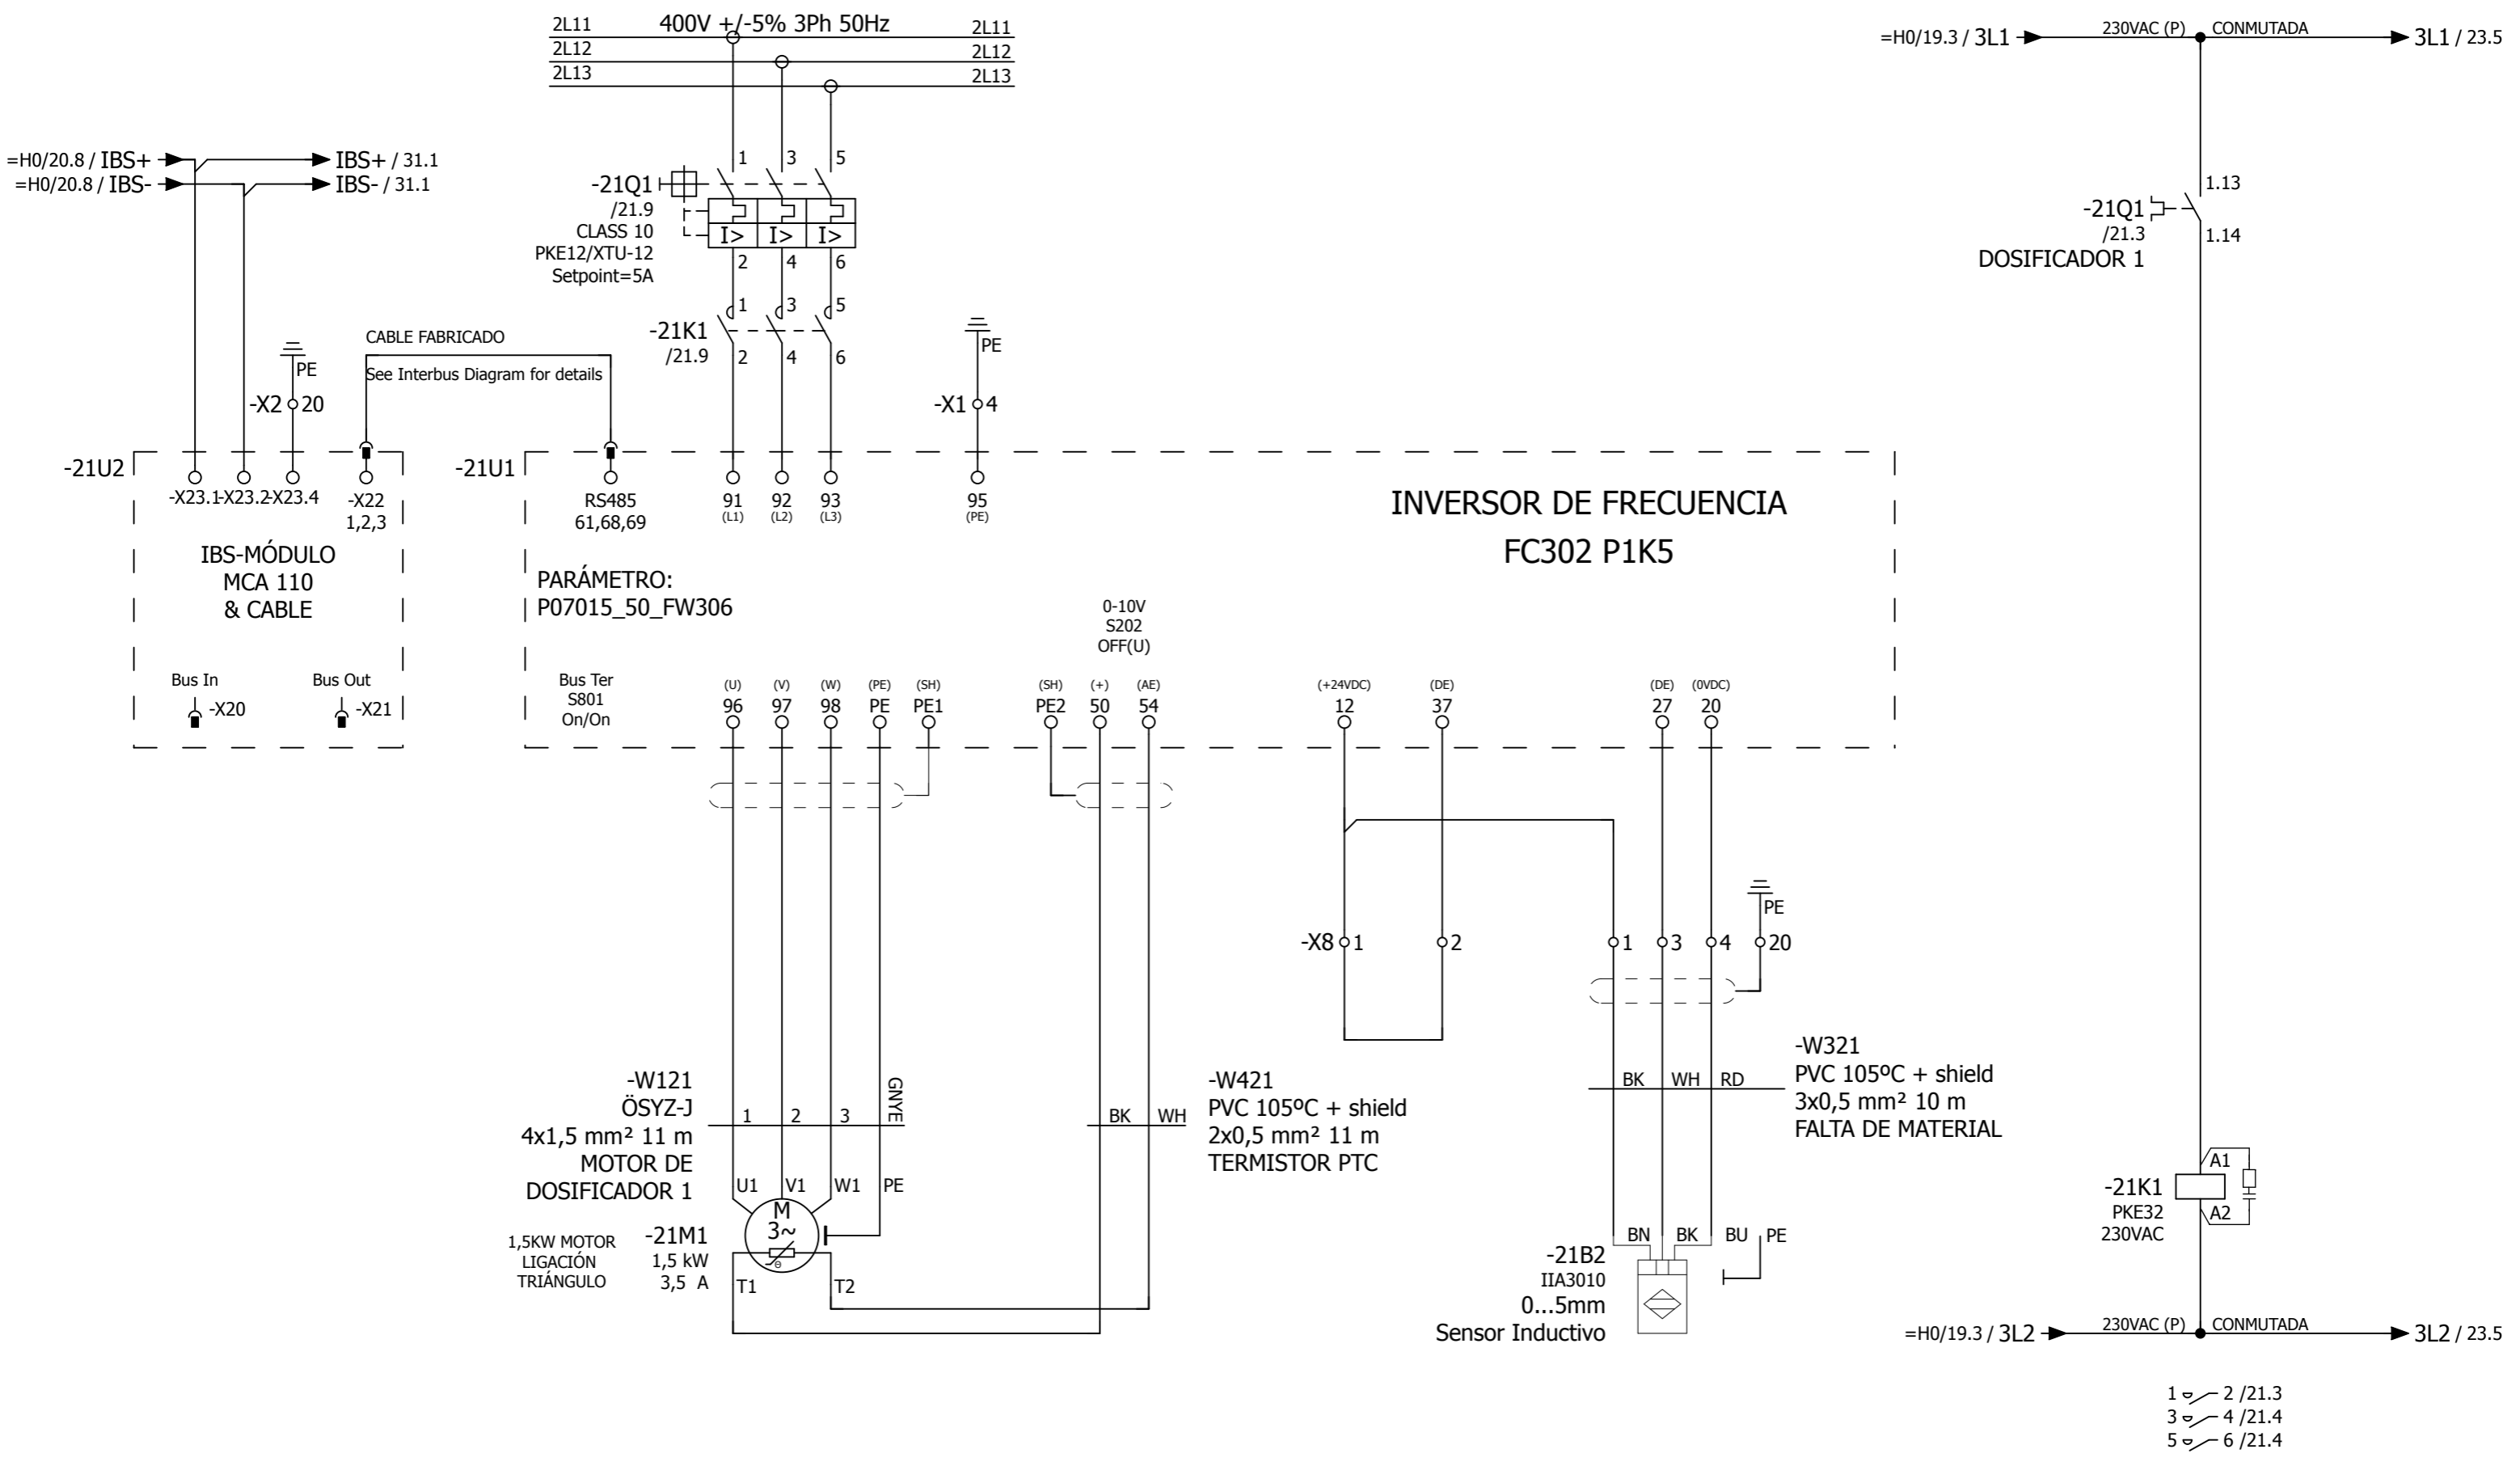 2L11 400V +/-5% 3Ph 50Hz 2L11
2L12 2L12
2L13 2L13
=H0/19.3 / 3L1 230VAC (P) CONMUTADA 3L1 / 23.5
=H0/20.8 / IBS+ IBS+ / 31.1
=H0/20.8 / IBS- IBS- / 31.1
1 3 5
-21Q1
/21.9
CLASS 10
PKE12/XTU-12
Setpoint=5A
I> I> I>
2 4 6
1.13
-21Q1
/21.3
1.14
DOSIFICADOR 1
1 3 5
-21K1
/21.9
2 4 6
CABLE FABRICADO
See Interbus Diagram for details
PE
-X2 20
PE
-X1 4
-21U2
-X23.1 -X23.2 -X23.4 -X22
1,2,3
IBS-MÓDULO
MCA 110
& CABLE
Bus In Bus Out
-X20 -X21
-21U1
RS485
61,68,69
91 92 93 95
(L1) (L2) (L3) (PE)
INVERSOR DE FRECUENCIA
FC302 P1K5
PARÁMETRO:
P07015_50_FW306
0-10V
S202
OFF(U)
Bus Ter
S801
On/On
(U) (V) (W) (PE) (SH) (SH) (+) (AE) (+24VDC) (DE) (DE) (0VDC)
96 97 98 PE PE1 PE2 50 54 12 37 27 20
PE
-X8 1 2 1 3 4 20
-W121
ÖSYZ-J
4x1,5 mm² 11 m
MOTOR DE
DOSIFICADOR 1
1 2 3 GNYE
U1 V1 W1 PE
M
3~
ϑ
T1 T2
1,5KW MOTOR
LIGACIÓN
TRIÁNGULO
-21M1
1,5 kW
3,5 A
BK WH
-W421
PVC 105ºC + shield
2x0,5 mm² 11 m
TERMISTOR PTC
BK WH RD
-W321
PVC 105ºC + shield
3x0,5 mm² 10 m
FALTA DE MATERIAL
BN BK BU PE
-21B2
IIA3010
0...5mm
Sensor Inductivo
A1
-21K1
PKE32
230VAC
A2
=H0/19.3 / 3L2 230VAC (P) CONMUTADA 3L2 / 23.5
1 2 /21.3
3 4 /21.4
5 6 /21.4